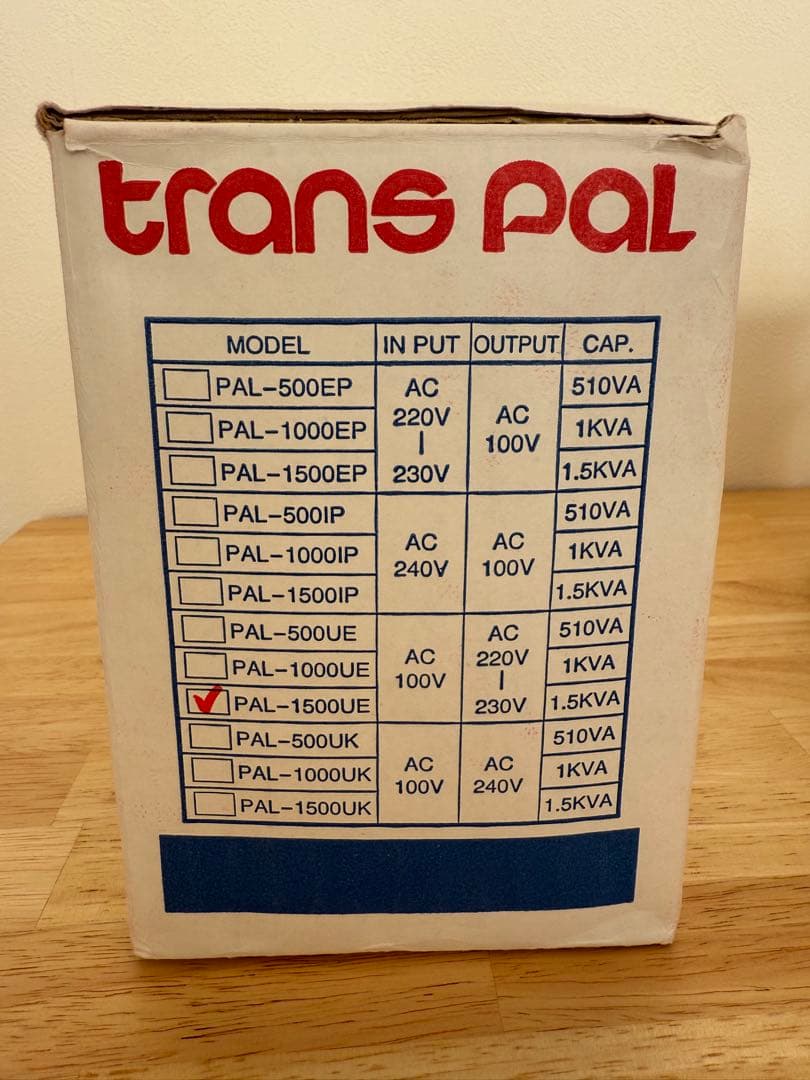 trans pal
MODEL IN PUT OUTPUT CAP.
PAL-500EP AC 220V | 230V AC 100V 510VA
PAL-1000EP 1KVA
PAL-1500EP 1.5KVA
PAL-500IP AC 240V AC 100V 510VA
PAL-1000IP 1KVA
PAL-1500IP 1.5KVA
PAL-500UE AC 100V AC 220V | 230V 510VA
PAL-1000UE 1KVA
PAL-1500UE 1.5KVA
PAL-500UK AC 100V AC 240V 510VA
PAL-1000UK 1KVA
PAL-1500UK 1.5KVA